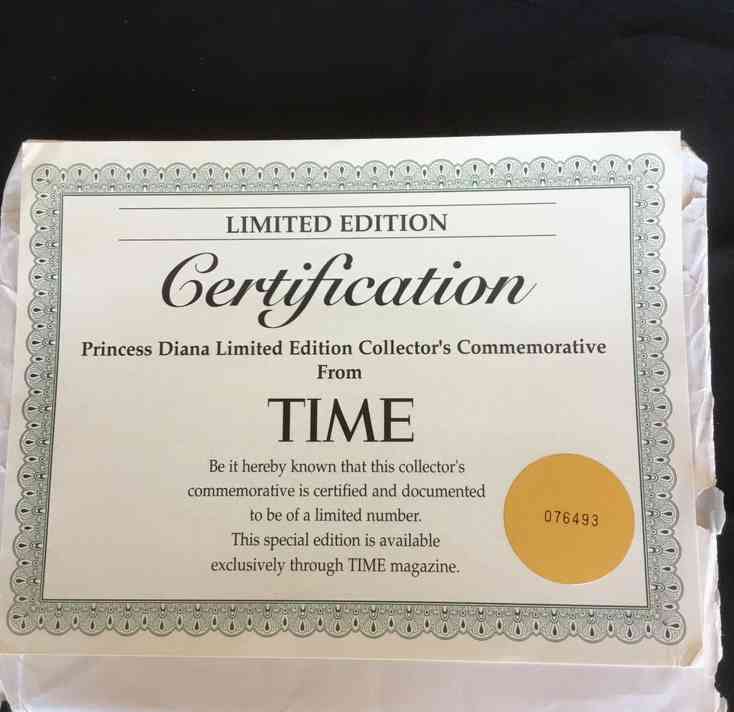 LIMITED EDITION
Certification
Princess Diana Limited Edition Collector's Commemorative
From
TIME
Be it hereby known that this collector's
commemorative is certified and documented
to be of a limited number.
This special edition is available
exclusively through TIME magazine.
076493